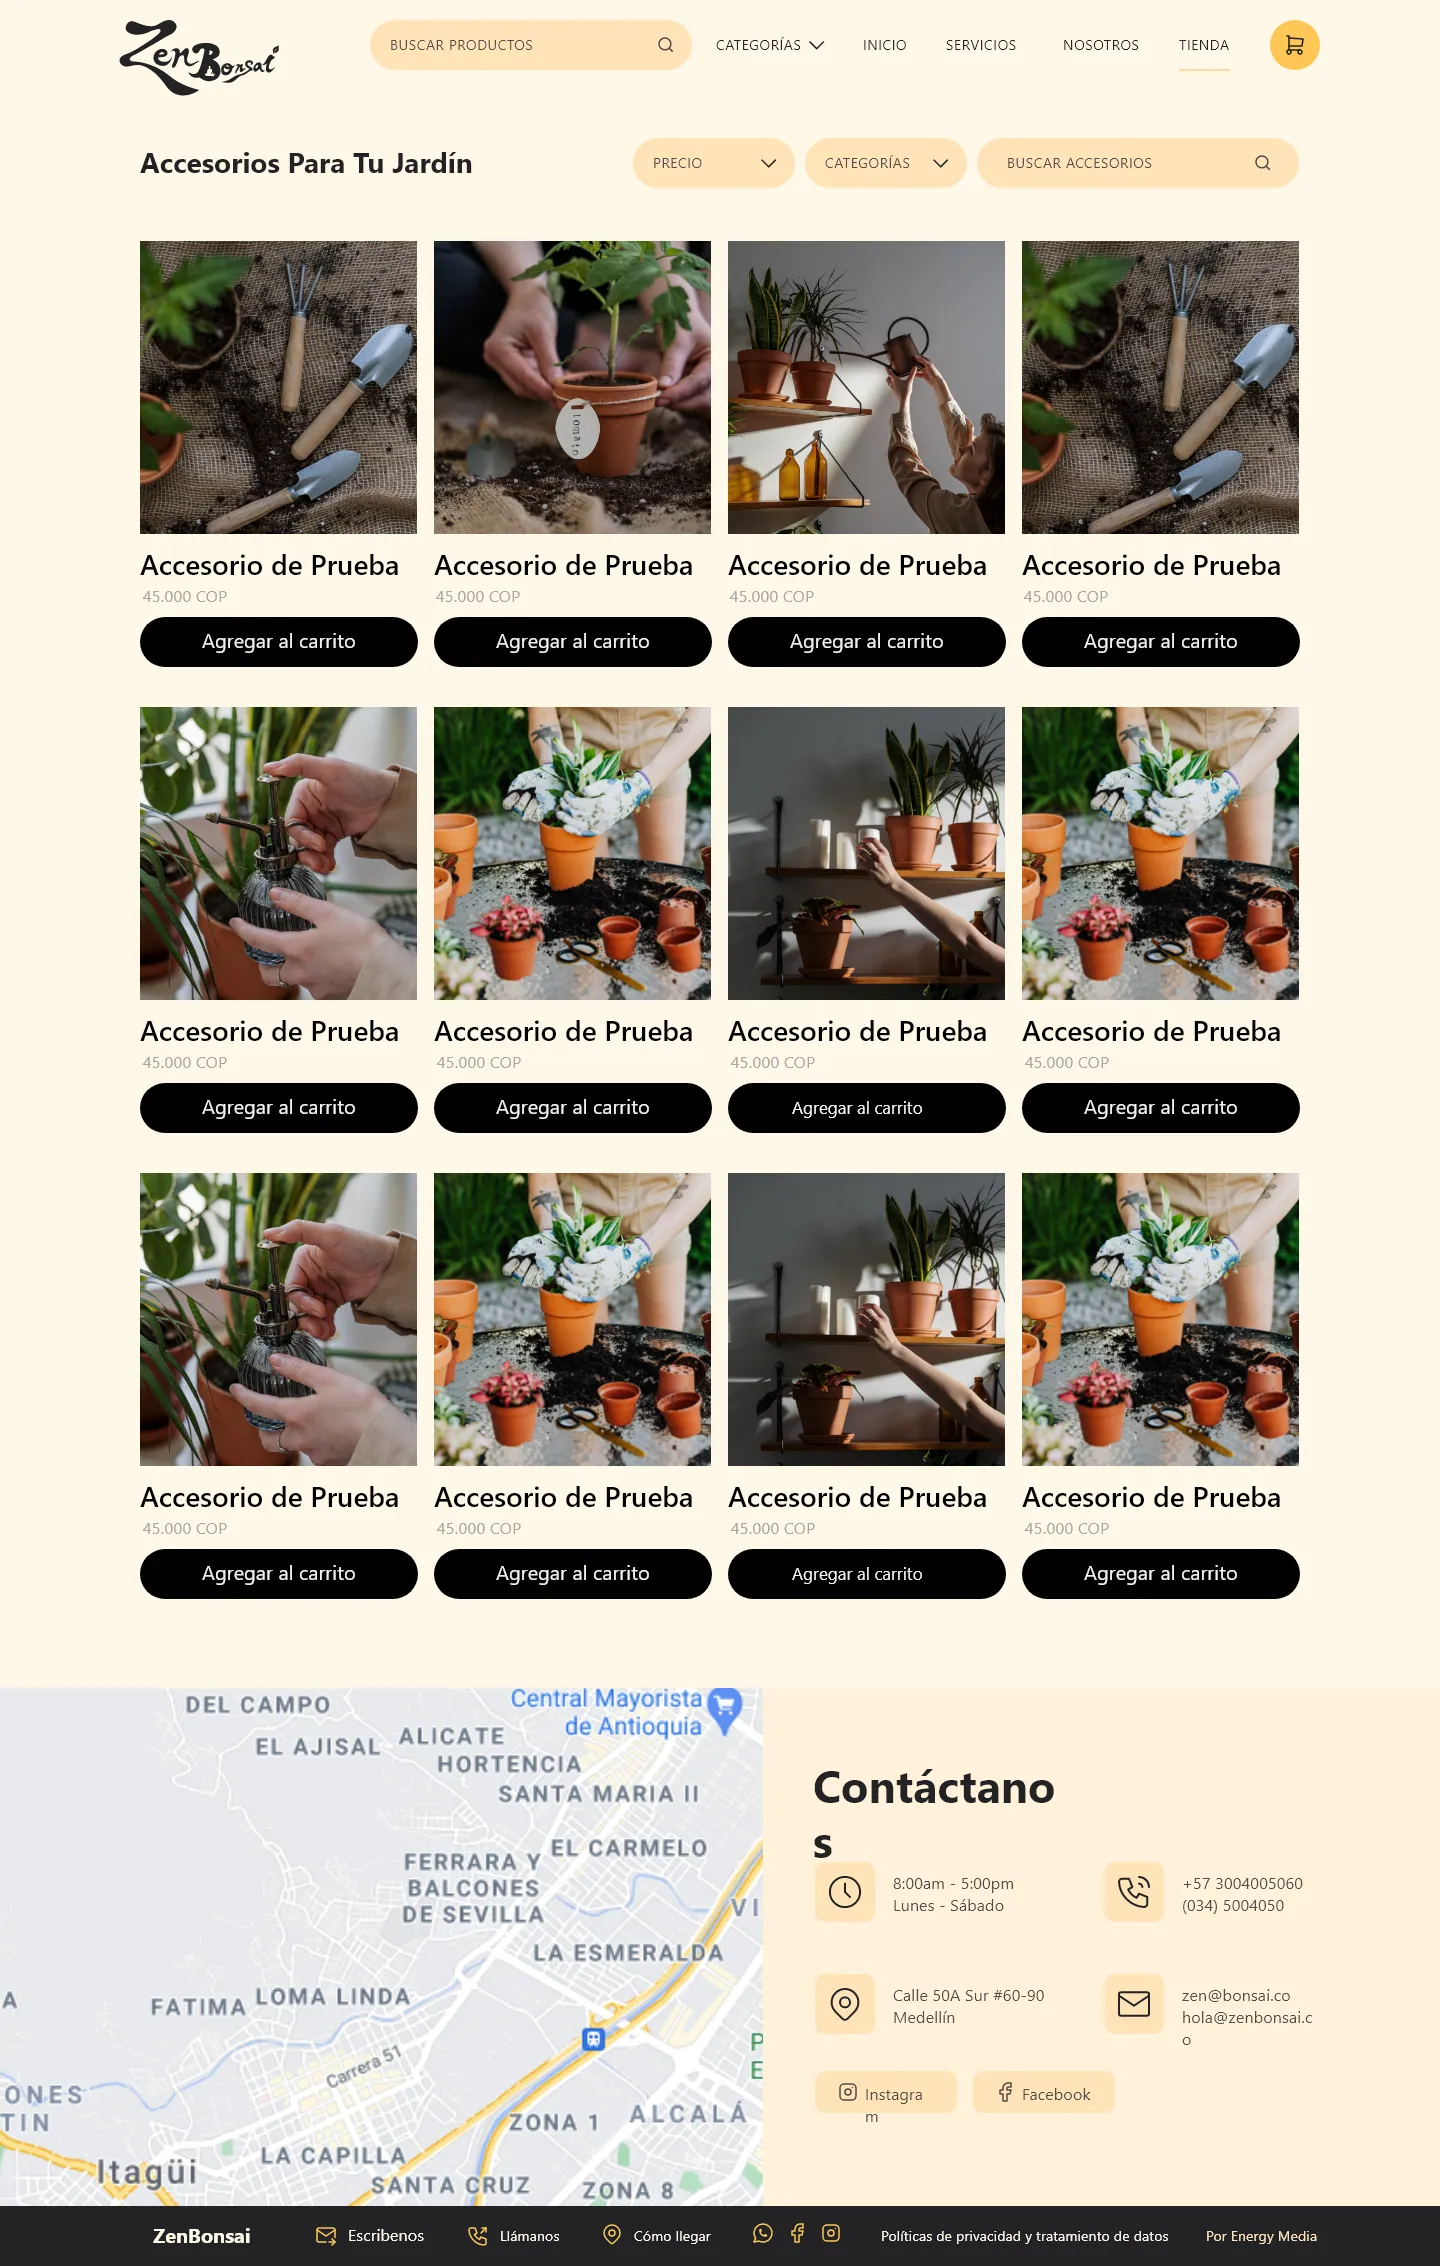 ZenBonsai
BUSCAR PRODUCTOS
CATEGORÍAS
INICIO
SERVICIOS
NOSOTROS
TIENDA
Accesorios Para Tu Jardín
PRECIO
CATEGORÍAS
BUSCAR ACCESORIOS
tomato
Accesorio de Prueba
45.000 COP
Agregar al carrito
Accesorio de Prueba
45.000 COP
Agregar al carrito
Accesorio de Prueba
45.000 COP
Agregar al carrito
Accesorio de Prueba
45.000 COP
Agregar al carrito
Accesorio de Prueba
45.000 COP
Agregar al carrito
Accesorio de Prueba
45.000 COP
Agregar al carrito
Accesorio de Prueba
45.000 COP
Agregar al carrito
Accesorio de Prueba
45.000 COP
Agregar al carrito
Accesorio de Prueba
45.000 COP
Agregar al carrito
Accesorio de Prueba
45.000 COP
Agregar al carrito
Accesorio de Prueba
45.000 COP
Agregar al carrito
Accesorio de Prueba
45.000 COP
Agregar al carrito
DEL CAMPO
Central Mayorista
de Antioquia
EL AJISAL
ALICATE
HORTENCIA
SANTA MARIA II
EL CARMELO
FERRARA Y
BALCONES
DE SEVILLA
VI
LA ESMERALDA
A
FATIMA
LOMA LINDA
P
E
Carrera 51
ONES
TIN
ZONA 1
ALCALÁ
LA CAPILLA
Itagüi
SANTA CRUZ
ZONA 8
Contáctano
s
8:00am - 5:00pm
Lunes - Sábado
+57 3004005060
(034) 5004050
Calle 50A Sur #60-90
Medellín
zen@bonsai.co
hola@zenbonsai.c
o
Instagra
m
Facebook
ZenBonsai
Escribenos
Llámanos
Cómo llegar
Políticas de privacidad y tratamiento de datos
Por Energy Media